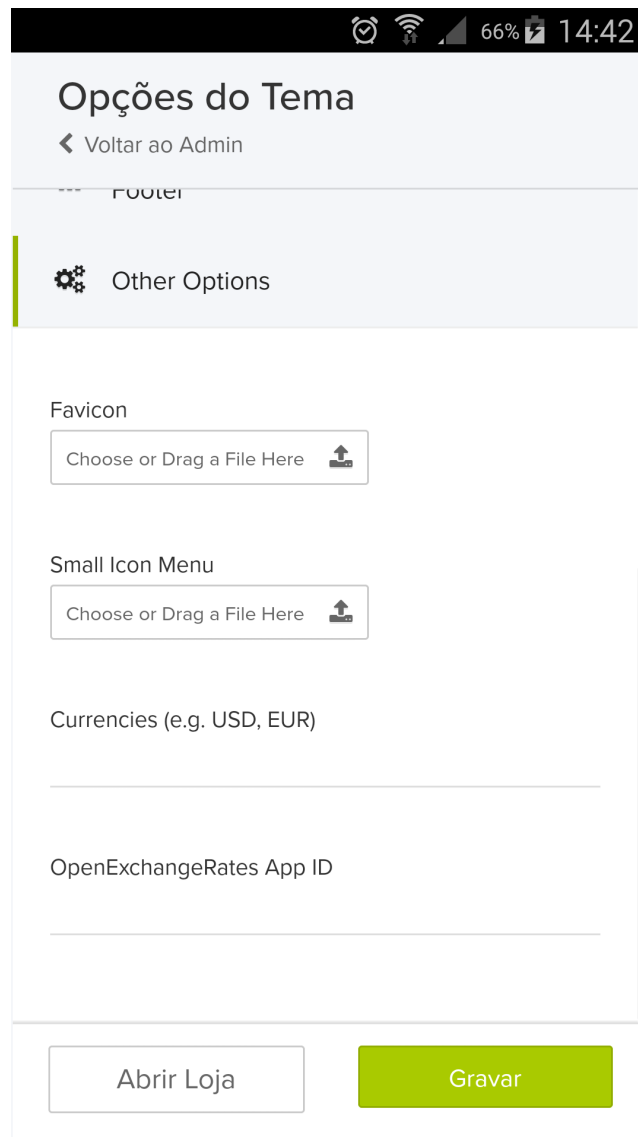 66% 14:42
Opções do Tema
Voltar ao Admin
Footer
Other Options
Favicon
Choose or Drag a File Here
Small Icon Menu
Choose or Drag a File Here
Currencies (e.g. USD, EUR)
OpenExchangeRates App ID
Abrir Loja
Gravar